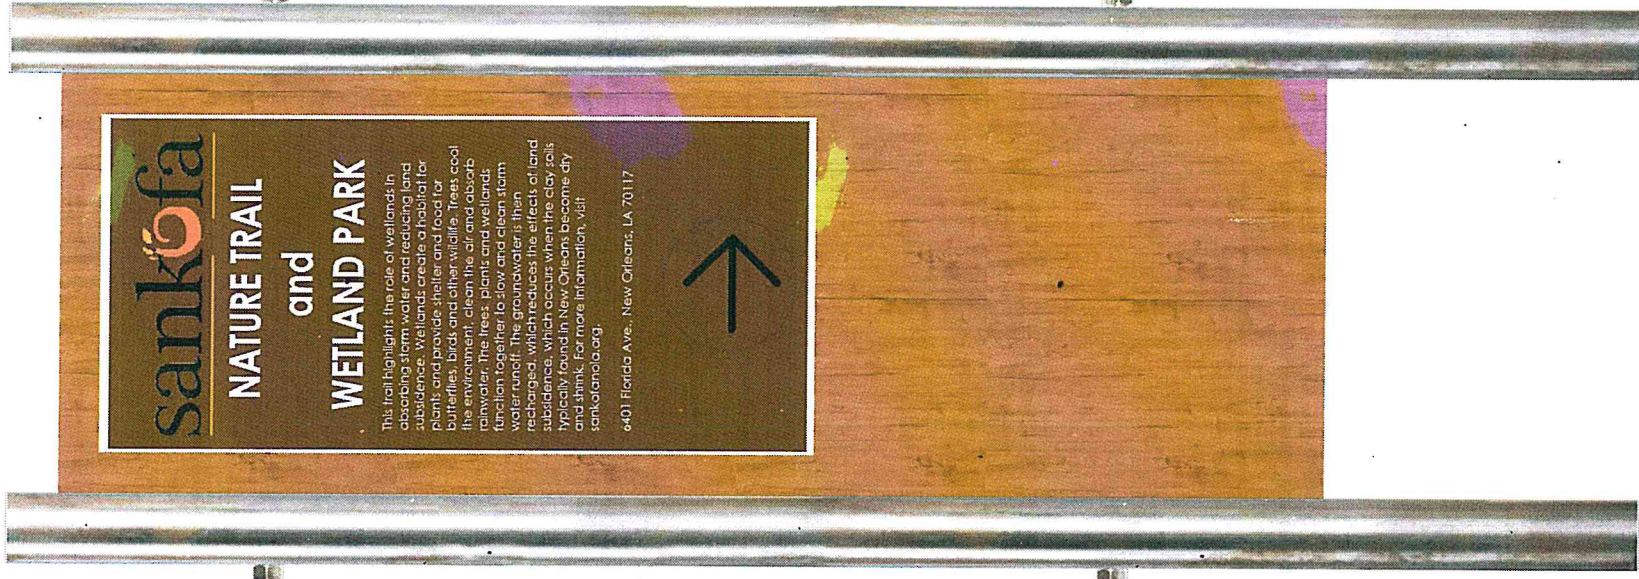 sankofa
NATURE TRAIL
and
WETLAND PARK
This trail highlights the role of wetlands in
absorbing storm water and reducing land
subsidence. Wetlands create a habitat for
plants and provide shelter and food for
butterflies, birds and other wildlife. Trees cool
the environment, clean the air and absorb
rainwater. The trees, plants and wetlands
function together to slow and clean storm
water runoff. The groundwater is then
recharged, which reduces the effects of land
subsidence, which occurs when the clay soils
typically found in New Orleans become dry
and shrink. For more information, visit
sankofanola.org.
6401 Florida Ave., New Orleans, LA 70117